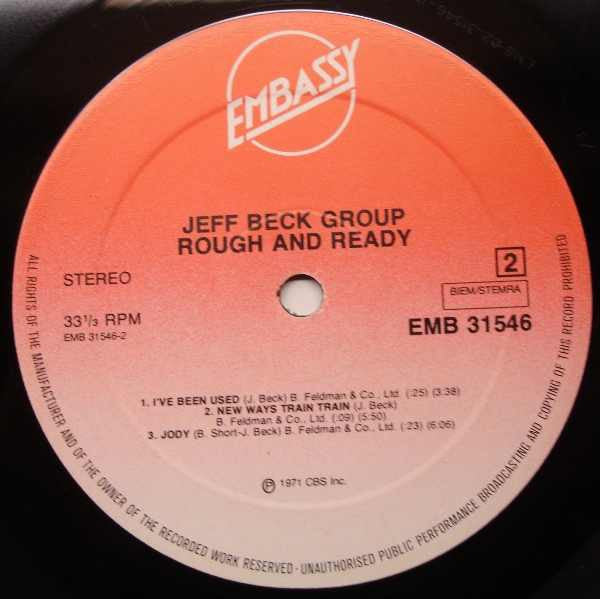 EMBASSY
JEFF BECK GROUP
ROUGH AND READY
STEREO
2
BIEM/STEMRA
33⅓ RPM
EMB 31546
EMB 31546-2
1. I'VE BEEN USED (J. Beck) B. Feldman & Co., Ltd. (:25) (3:38)
2. NEW WAYS TRAIN TRAIN (J. Beck)
B. Feldman & Co., Ltd. (:09) (5:50)
3. JODY (B. Short-J. Beck) B. Feldman & Co., Ltd. (:23) (6:06)
℗ 1971 CBS Inc.
ALL RIGHTS OF THE MANUFACTURER AND OF THE OWNER OF THE RECORDED WORK RESERVED - UNAUTHORISED PUBLIC PERFORMANCE BROADCASTING AND COPYING OF THIS RECORD PROHIBITED